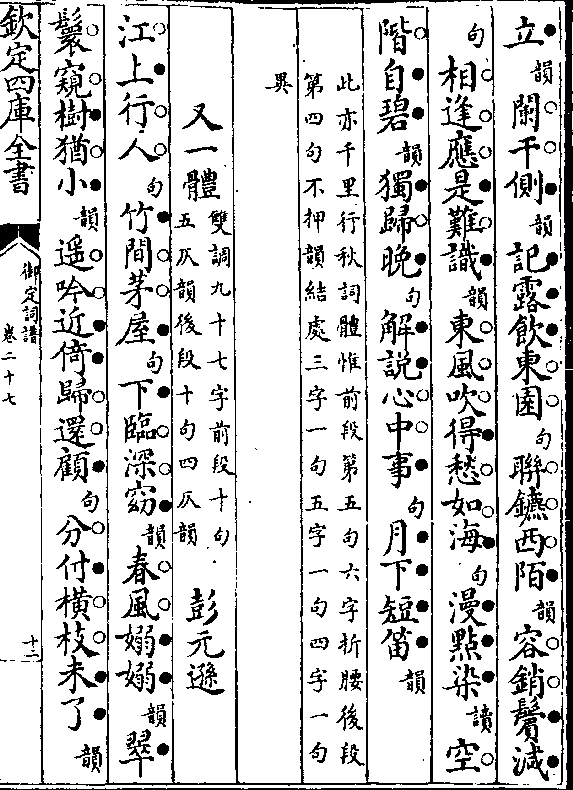 立韻闌干側韻記露飲東園句聯鑣西陌韻容銷鬢減
句相逢應是難識韻東風吹得愁如海句漫點染讀空
階自碧韻獨歸晚句解説心中事句月下短笛韻
此亦千里行秋詞體惟前段第五句六字折腰後段
第四句不押韻結處三字一句五字一句四字一句
異
又一體
雙調九十七字前段十句
五仄韻後段十句四仄韻
彭元遜
江上行人句竹間茅屋句下臨深窈韻春風嫋嫋韻翠
鬟窺樹猶小韻遥吟近倚歸還顧句分付横枝未了韻
欽定四庫全書
御定詞譜
卷二十七
十三